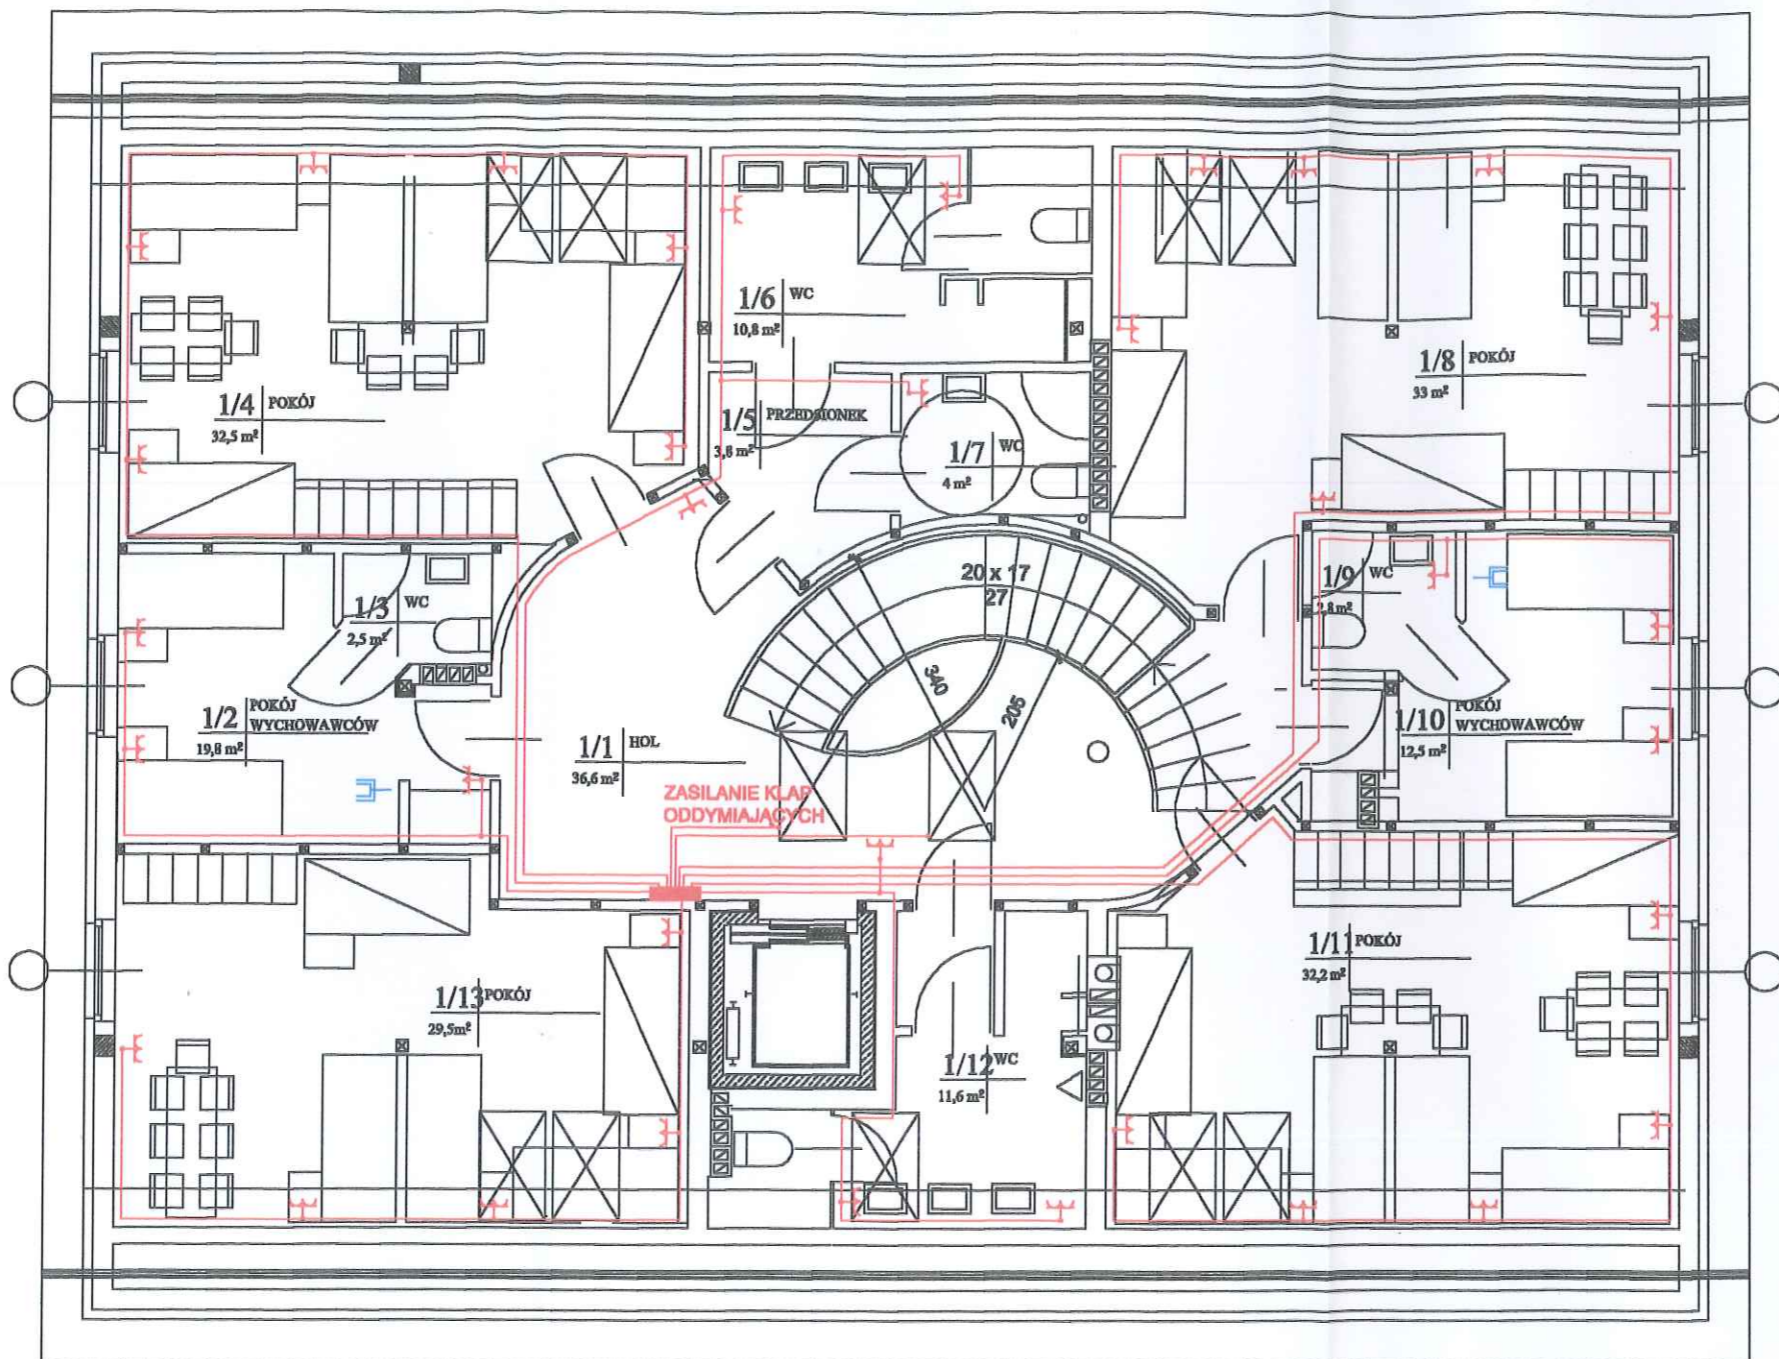 1/6 WC
10,8 m²
1/8 POKÓJ
33 m²
1/4 POKÓJ
32,5 m²
1/5 PRZEDSIONEK
3,8 m²
1/7 WC
4 m²
20 x 17
27
1/3 WC
2,5 m²
1/9 WC
2,8 m²
340
205
1/2 POKÓJ
WYCHOWAWCÓW
19,8 m²
1/1 HOL
36,6 m²
1/10 POKÓJ
WYCHOWAWCÓW
12,5 m²
ZASILANIE KLAP
ODDYMIAJĄCYCH
1/13 POKÓJ
29,5m²
1/11 POKÓJ
32,2 m²
1/12 WC
11,6 m²